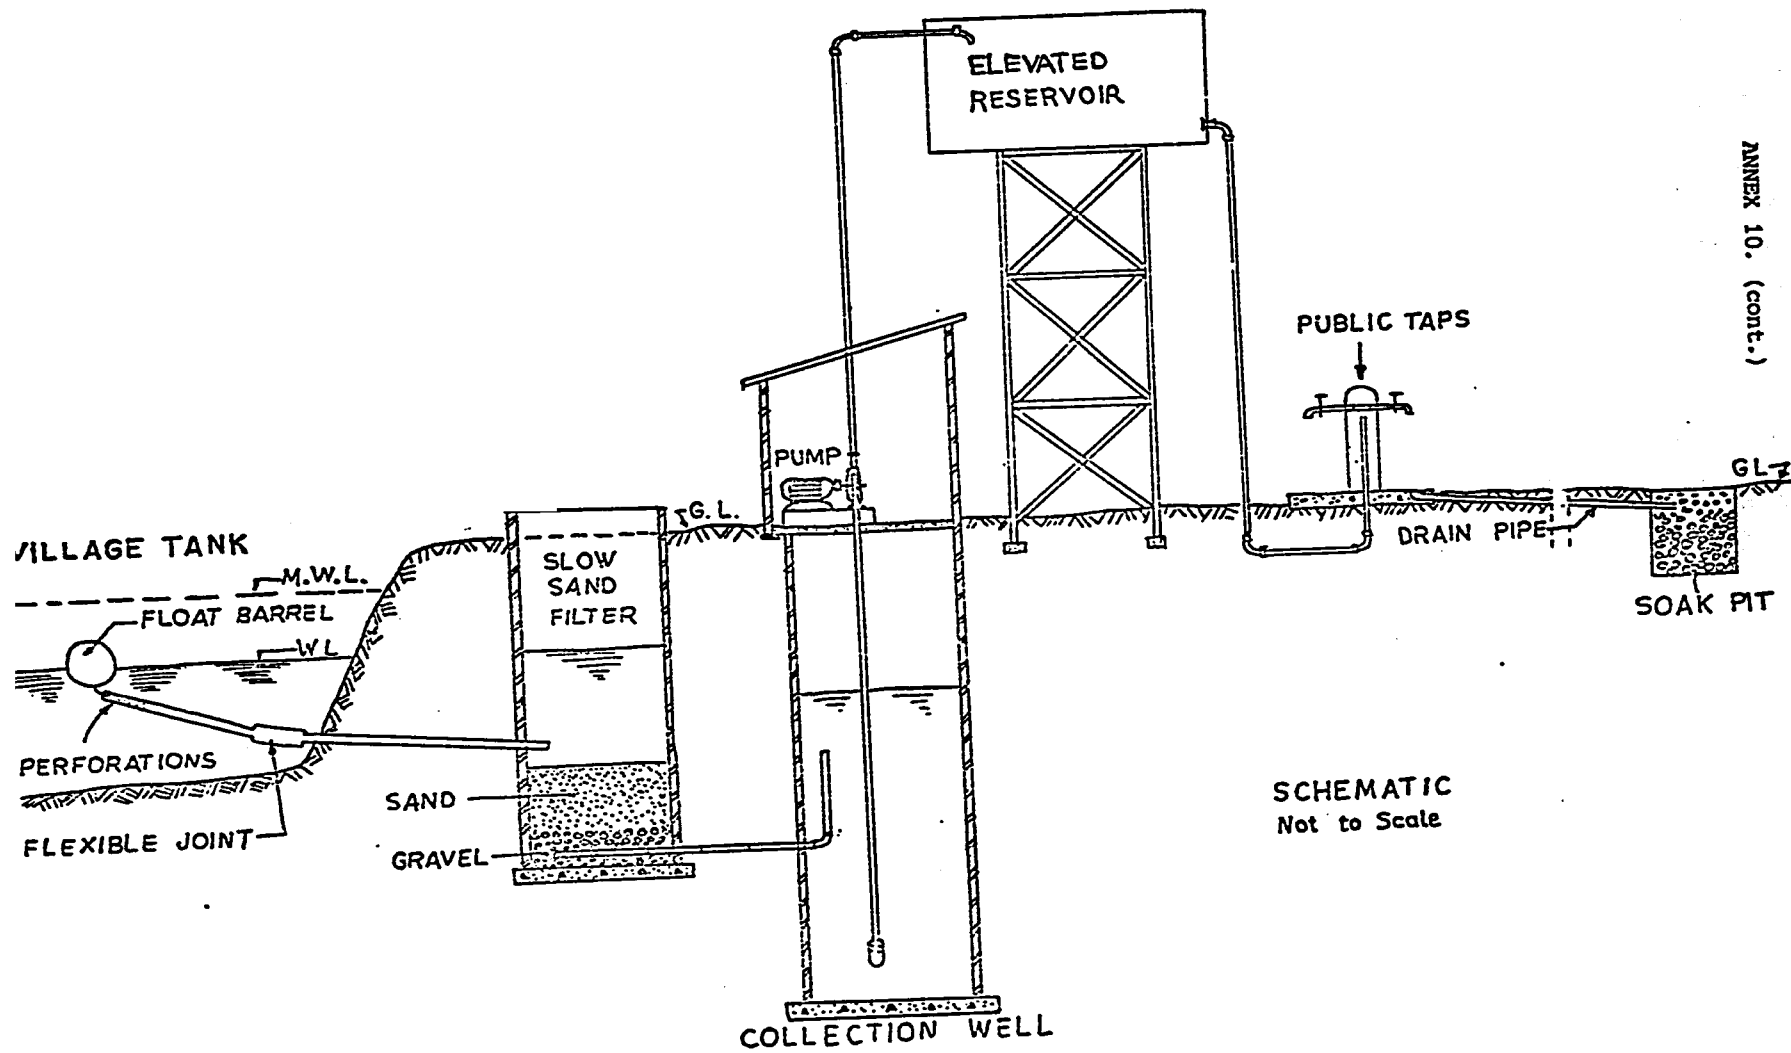 ANNEX 10. (cont.)
ELEVATED
RESERVOIR
PUBLIC TAPS
PUMP
G.L.
GL
DRAIN PIPE
SOAK PIT
VILLAGE TANK
M.W.L.
FLOAT BARREL
WL
SLOW
SAND
FILTER
PERFORATIONS
FLEXIBLE JOINT
SAND
GRAVEL
SCHEMATIC
Not to Scale
COLLECTION WELL